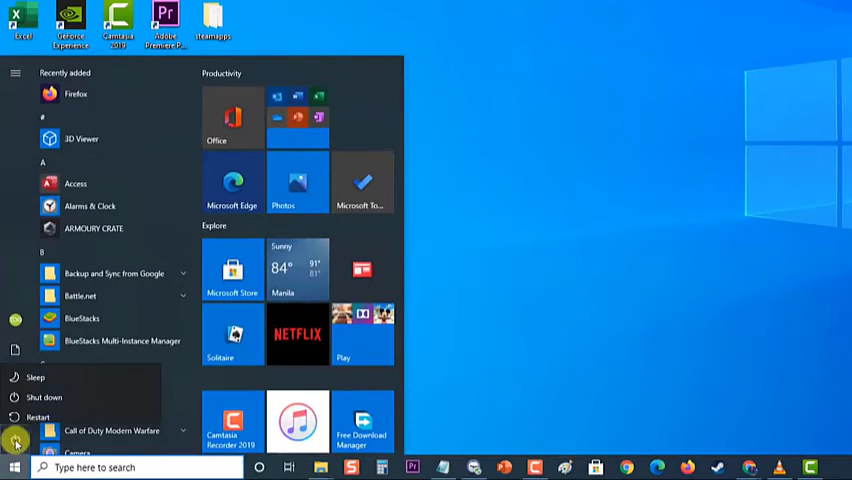 Excel
GeForce
Experience
Camtasia
2019
Adobe
Premiere P...
steamapps
Recently added
Firefox
#
3D Viewer
A
Access
Alarms & Clock
ARMOURY CRATE
B
Backup and Sync from Google
Battle.net
BlueStacks
BlueStacks Multi-Instance Manager
Sleep
Shut down
Restart
Call of Duty Modern Warfare
Camera
Productivity
Office
Microsoft Edge
Photos
Microsoft To...
Explore
Microsoft Store
Sunny
84° 91°
81°
Manila
Solitaire
NETFLIX
Play
Camtasia
Recorder 2019
Free Download
Manager
Type here to search